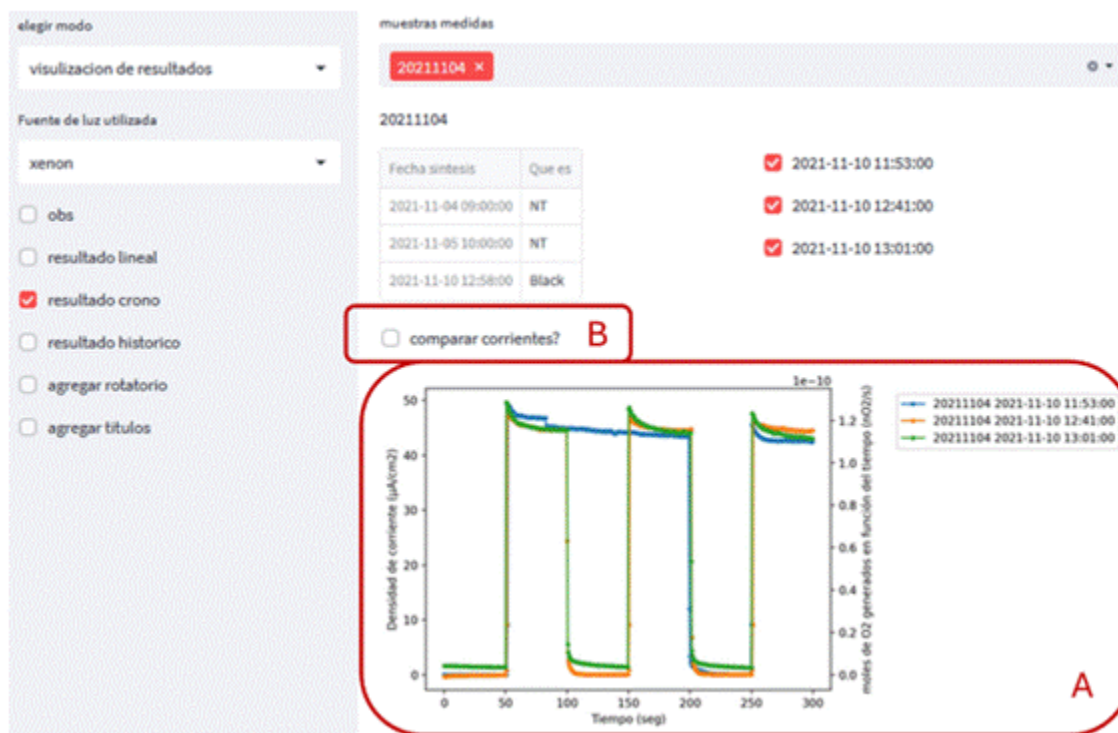 elegir modo
visulizacion de resultados
Fuente de luz utilizada
xenon
obs
resultado lineal
resultado crono
resultado historico
agregar rotatorio
agregar titulos
muestras medidas
20211104 ×
20211104
Fecha sintesis Que es
2021-11-04 09:00:00 NT
2021-11-05 10:00:00 NT
2021-11-10 12:58:00 Black
2021-11-10 11:53:00
2021-11-10 12:41:00
2021-11-10 13:01:00
comparar corrientes? B
1e−10
Densidad de corriente (µA/cm2)
50
40
30
20
10
0
0 50 100 150 200 250 300
Tiempo (seg)
1.2
1.0
0.8
0.6
0.4
0.2
0.0
moles de O2 generados en función del tiempo (nO2/s)
20211104 2021-11-10 11:53:00
20211104 2021-11-10 12:41:00
20211104 2021-11-10 13:01:00
A